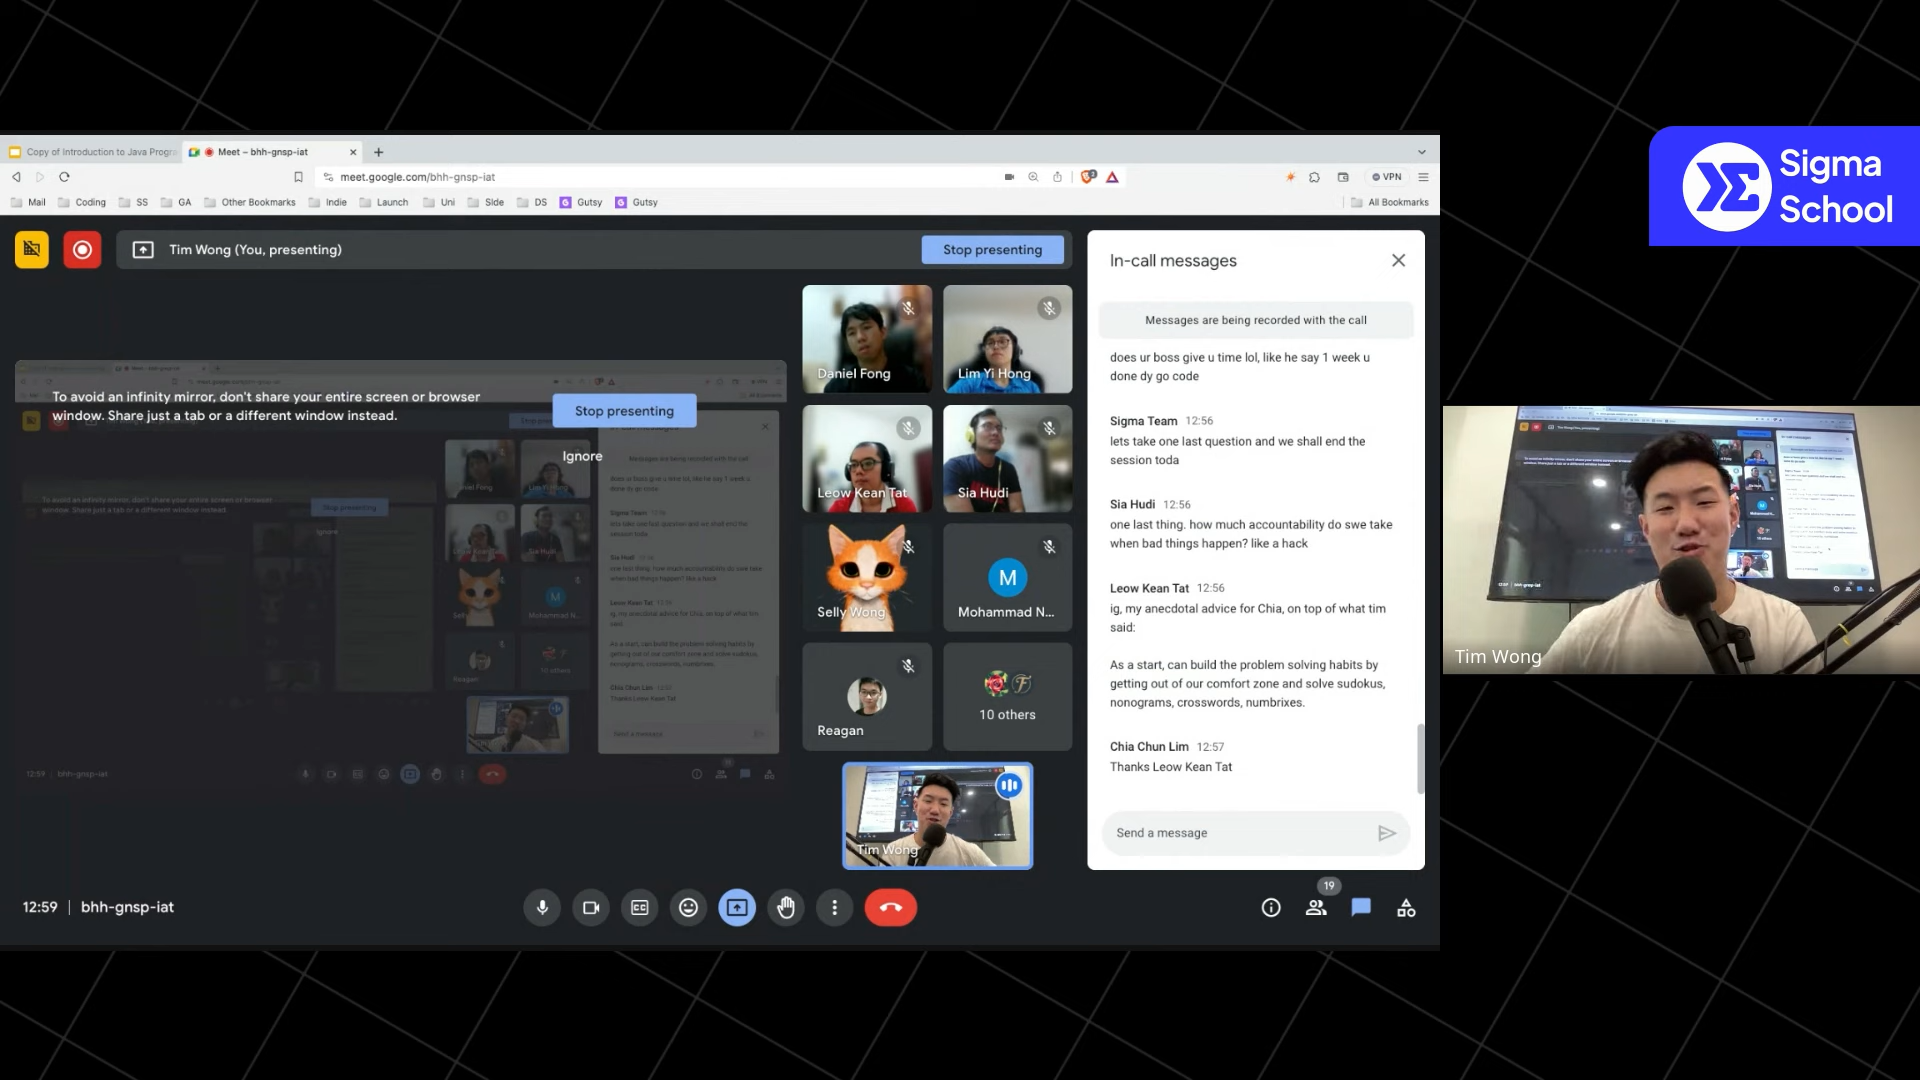 Copy of Introduction to Java Progra
Meet – bhh-gnsp-iat
meet.google.com/bhh-gnsp-iat
VPN
Mail
Coding
SS
GA
Other Bookmarks
Indie
Launch
Uni
Side
DS
Gutsy
Gutsy
All Bookmarks
Tim Wong (You, presenting)
Stop presenting
To avoid an infinity mirror, don't share your entire screen or browser
window. Share just a tab or a different window instead.
Stop presenting
Ignore
Daniel Fong
Lim Yi Hong
Leow Kean Tat
Sia Hudi
Selly Wong
M
Mohammad N...
Reagan
10 others
Tim Wong
In-call messages
Messages are being recorded with the call
does ur boss give u time lol, like he say 1 week u
done dy go code
Sigma Team 12:56
lets take one last question and we shall end the
session toda
Sia Hudi 12:56
one last thing. how much accountability do swe take
when bad things happen? like a hack
Leow Kean Tat 12:56
ig, my anecdotal advice for Chia, on top of what tim
said:
As a start, can build the problem solving habits by
getting out of our comfort zone and solve sudokus,
nonograms, crosswords, numbrixes.
Chia Chun Lim 12:57
Thanks Leow Kean Tat
Send a message
12:59 | bhh-gnsp-iat
19
Sigma
School
Tim Wong